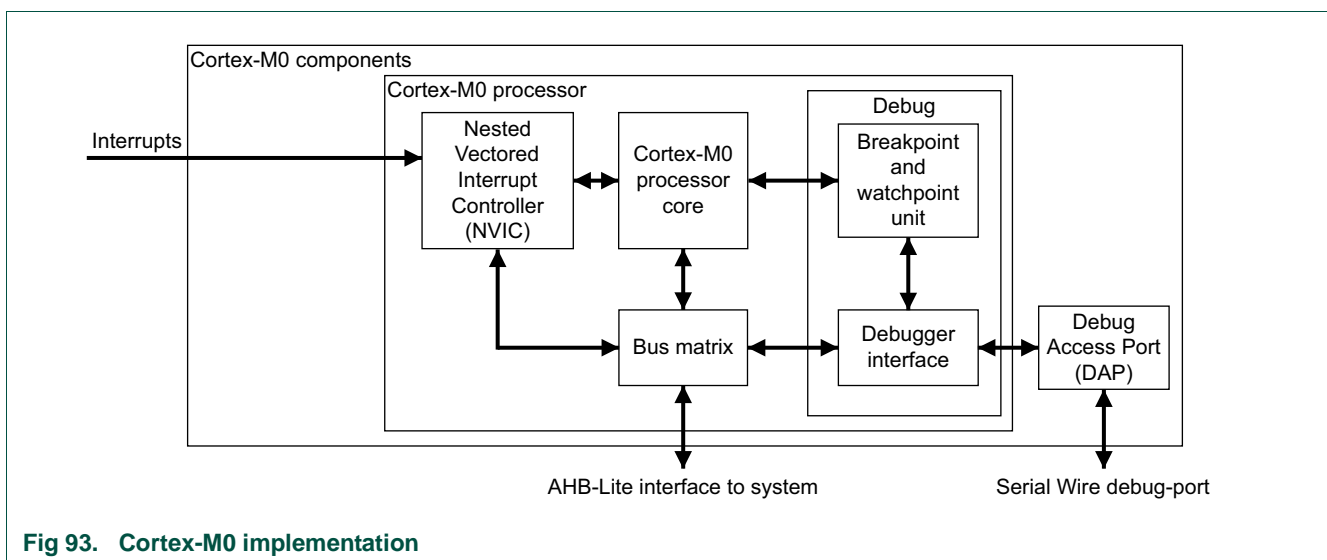 Cortex-M0 components
Cortex-M0 processor
Debug
Interrupts
Nested
Vectored
Interrupt
Controller
(NVIC)
Cortex-M0
processor
core
Breakpoint
and
watchpoint
unit
Bus matrix
Debugger
interface
Debug
Access Port
(DAP)
AHB-Lite interface to system
Serial Wire debug-port
Fig 93. Cortex-M0 implementation